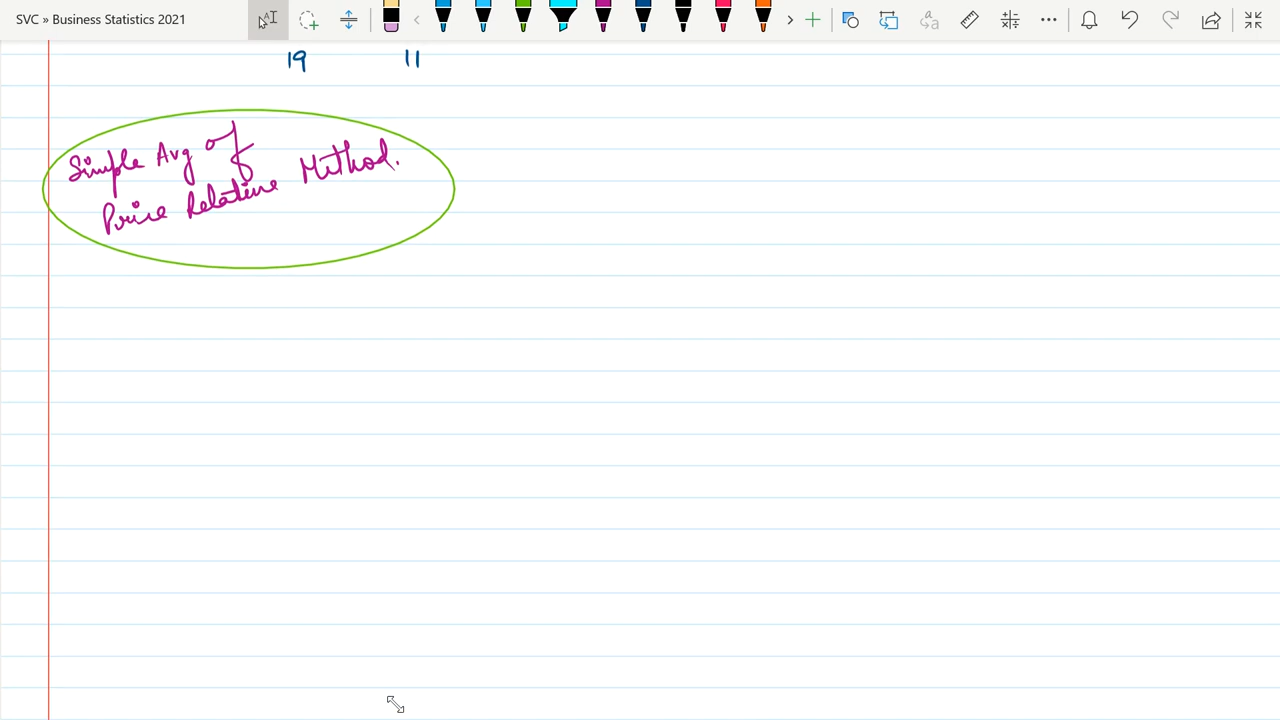 SVC » Business Statistics 2021
19 11
Simple Avg of
Price Relative Method.